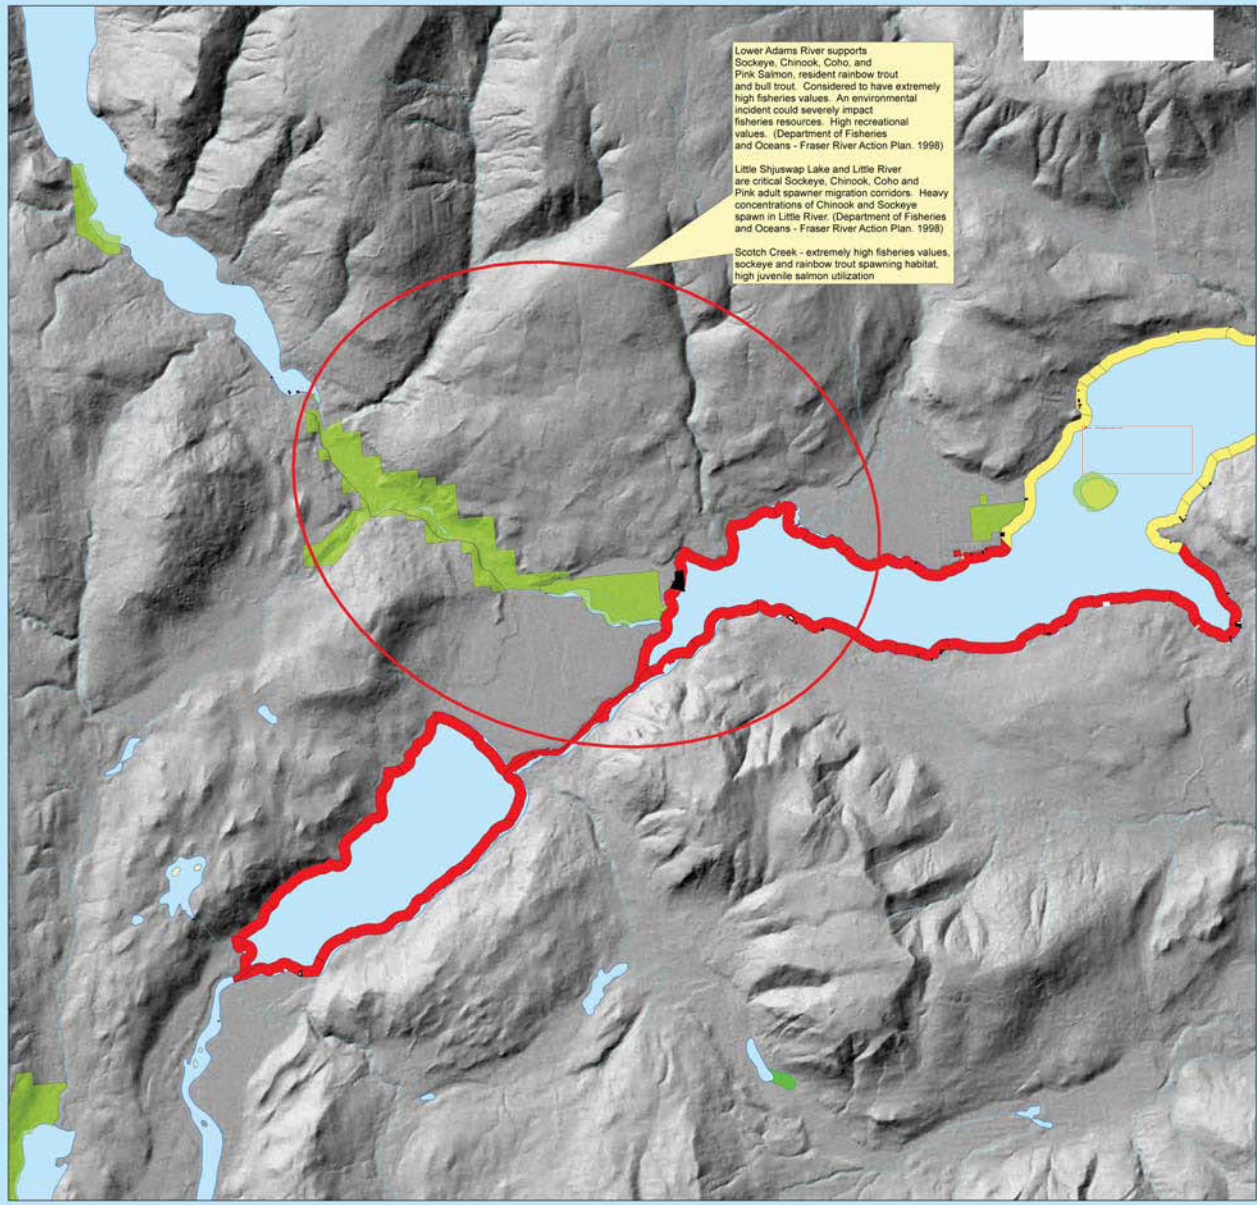 Lower Adams River supports
Sockeye, Chinook, Coho, and
Pink Salmon, resident rainbow trout
and bull trout. Considered to have extremely
high fisheries values. An environmental
incident could severely impact
fisheries resources. High recreational
values. (Department of Fisheries
and Oceans - Fraser River Action Plan. 1998)
Little Shjuswap Lake and Little River
are critical Sockeye, Chinook, Coho and
Pink adult spawner migration corridors. Heavy
concentrations of Chinook and Sockeye
spawn in Little River. (Department of Fisheries
and Oceans - Fraser River Action Plan. 1998)
Scotch Creek - extremely high fisheries values,
sockeye and rainbow trout spawning habitat,
high juvenile salmon utilization